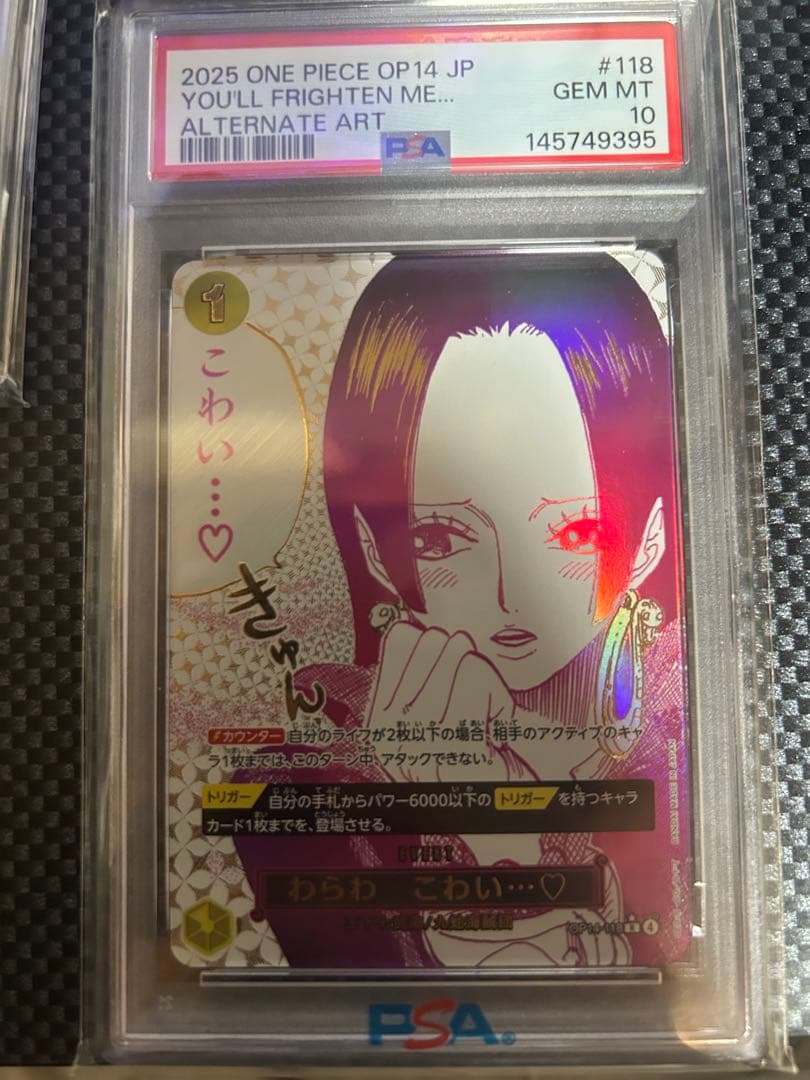 2025 ONE PIECE OP14 JP
#118
YOU'LL FRIGHTEN ME...
GEM MT
ALTERNATE ART
10
PSA
145749395
1
こわい…♡
きゅん
カウンター 自分のライフが2枚以下の場合、相手のアクティブのキャ
ラ1枚までは、このターン中、アタックできない。
トリガー 自分の手札からパワー6000以下の トリガー を持つキャラ
カード1枚までを、登場させる。
EVENT
わらわ こわい…♡
OP14-118 R 4
PSA